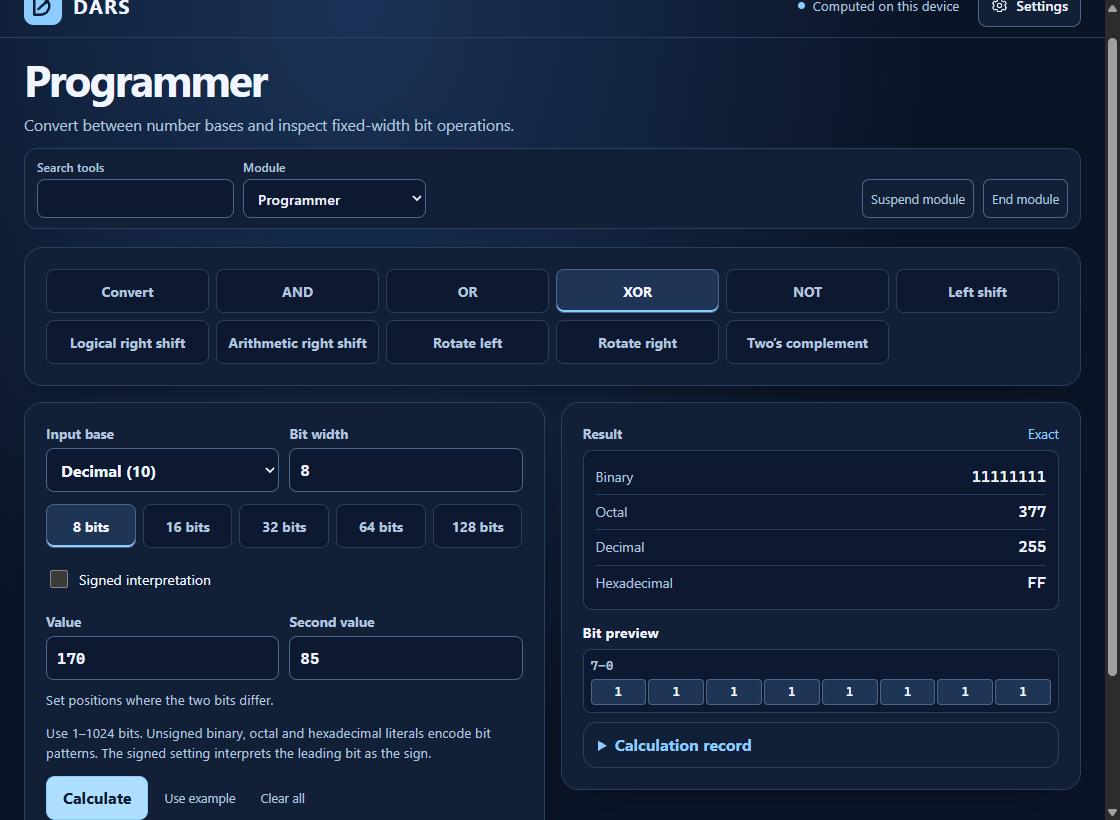 DARS
Computed on this device
Settings
Programmer
Convert between number bases and inspect fixed-width bit operations.
Search tools
Module
Programmer
Suspend module
End module
Convert
AND
OR
XOR
NOT
Left shift
Logical right shift
Arithmetic right shift
Rotate left
Rotate right
Two's complement
Input base
Bit width
Decimal (10)
8
8 bits
16 bits
32 bits
64 bits
128 bits
Signed interpretation
Value
Second value
170
85
Set positions where the two bits differ.
Use 1–1024 bits. Unsigned binary, octal and hexadecimal literals encode bit
patterns. The signed setting interprets the leading bit as the sign.
Calculate
Use example
Clear all
Result
Exact
Binary 11111111
Octal 377
Decimal 255
Hexadecimal FF
Bit preview
7–0
1 1 1 1 1 1 1 1
Calculation record